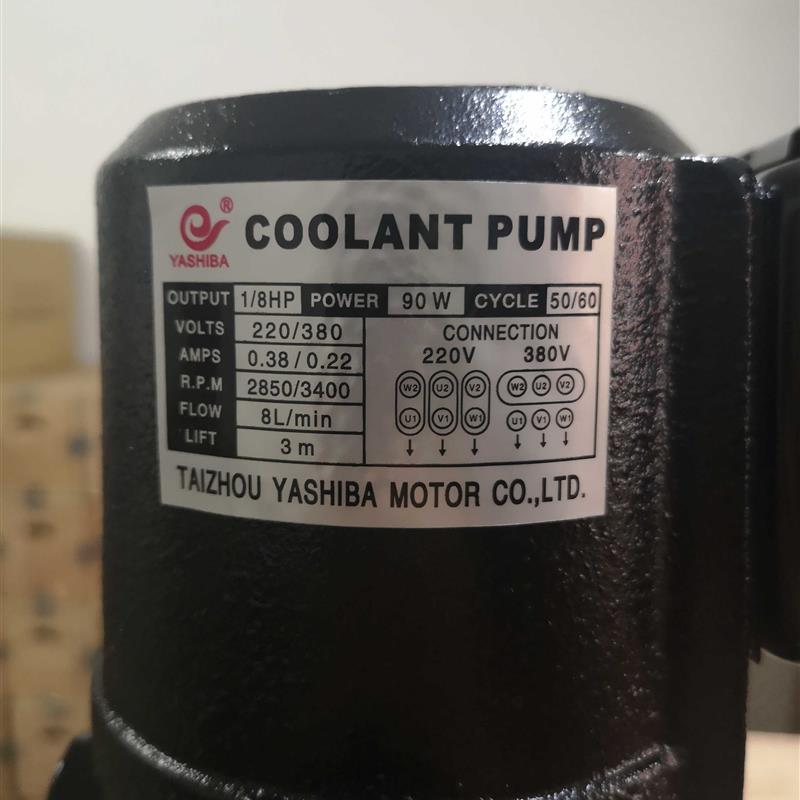 ®
YASHIBA
COOLANT PUMP
OUTPUT 1/8HP POWER 90 W CYCLE 50/60
VOLTS 220/380
AMPS 0.38/0.22
R.P.M 2850/3400
FLOW 8L/min
LIFT 3 m
CONNECTION
220V 380V
W2 U2 V2 W2 U2 V2
U1 V1 W1 U1 V1 W1
TAIZHOU YASHIBA MOTOR CO.,LTD.